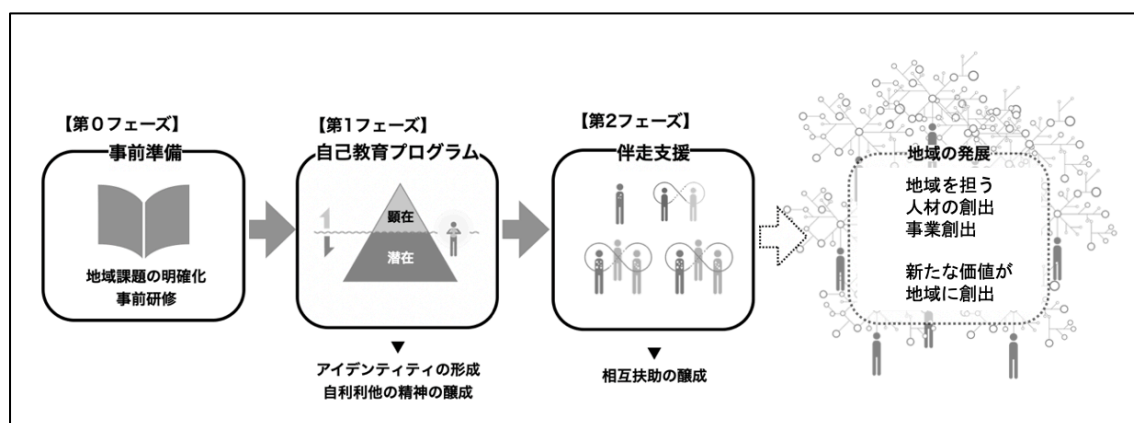 【第0フェーズ】
事前準備
地域課題の明確化
事前研修
【第1フェーズ】
自己教育プログラム
顕在
潜在
▼
アイデンティティの形成
自利利他の精神の醸成
【第2フェーズ】
伴走支援
▼
相互扶助の醸成
地域の発展
地域を担う
人材の創出
事業創出
新たな価値が
地域に創出